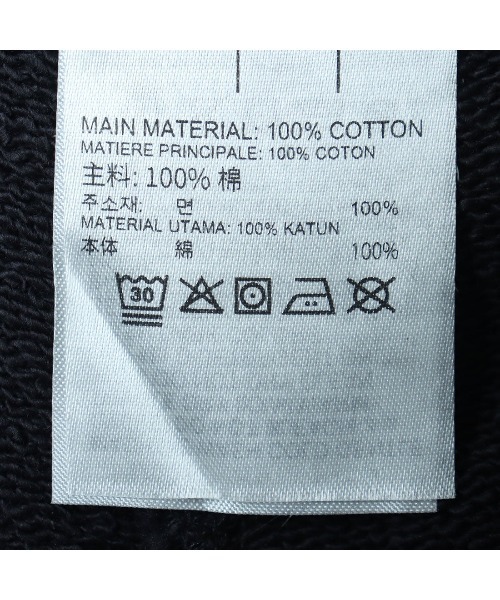 MAIN MATERIAL: 100% COTTON
MATIERE PRINCIPALE: 100% COTON
主料: 100% 棉
주소재: 면 100%
MATERIAL UTAMA: 100% KATUN
本体 綿 100%
30